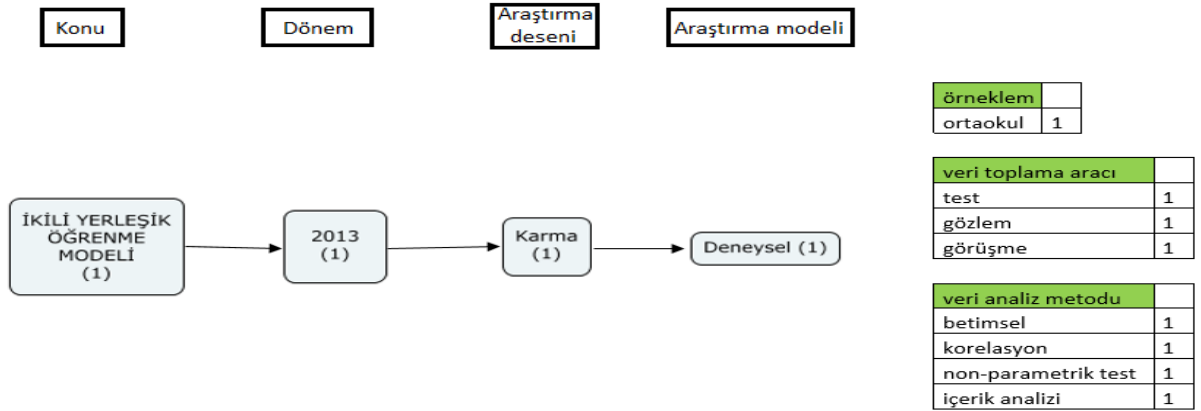 Konu
Dönem
Araştırma
deseni
Araştırma modeli
örneklem
ortaokul 1
veri toplama aracı
test 1
gözlem 1
görüşme 1
İKİLİ YERLEŞİK
ÖĞRENME
MODELİ
(1)
2013
(1)
Karma
(1)
Deneysel (1)
veri analiz metodu
betimsel 1
korelasyon 1
non-parametrik test 1
içerik analizi 1